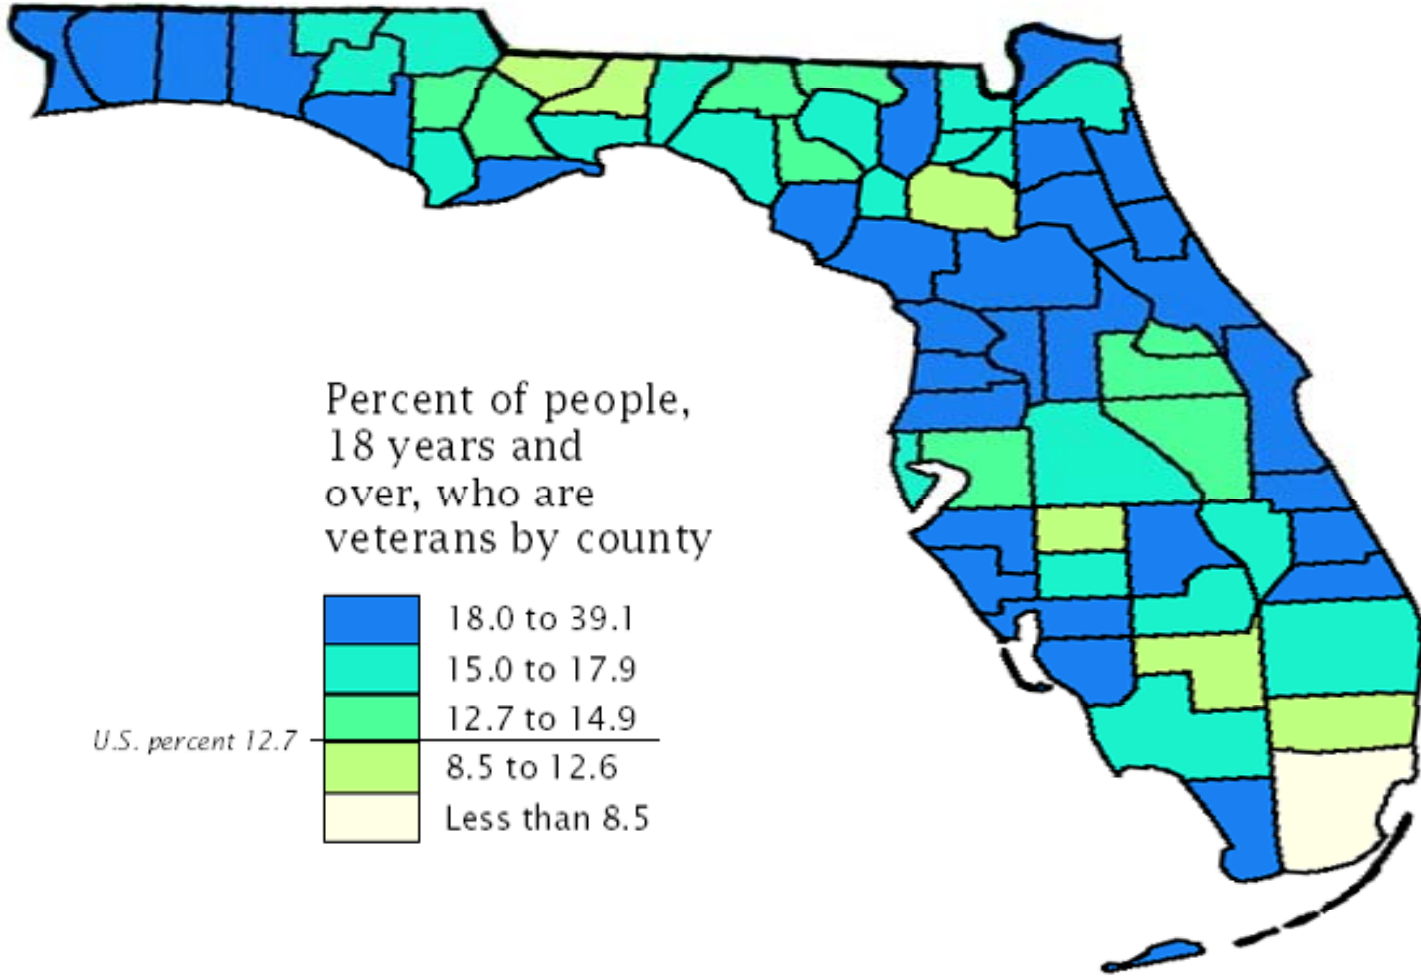 Percent of people,
18 years and
over, who are
veterans by county
18.0 to 39.1
15.0 to 17.9
12.7 to 14.9
U.S. percent 12.7
8.5 to 12.6
Less than 8.5